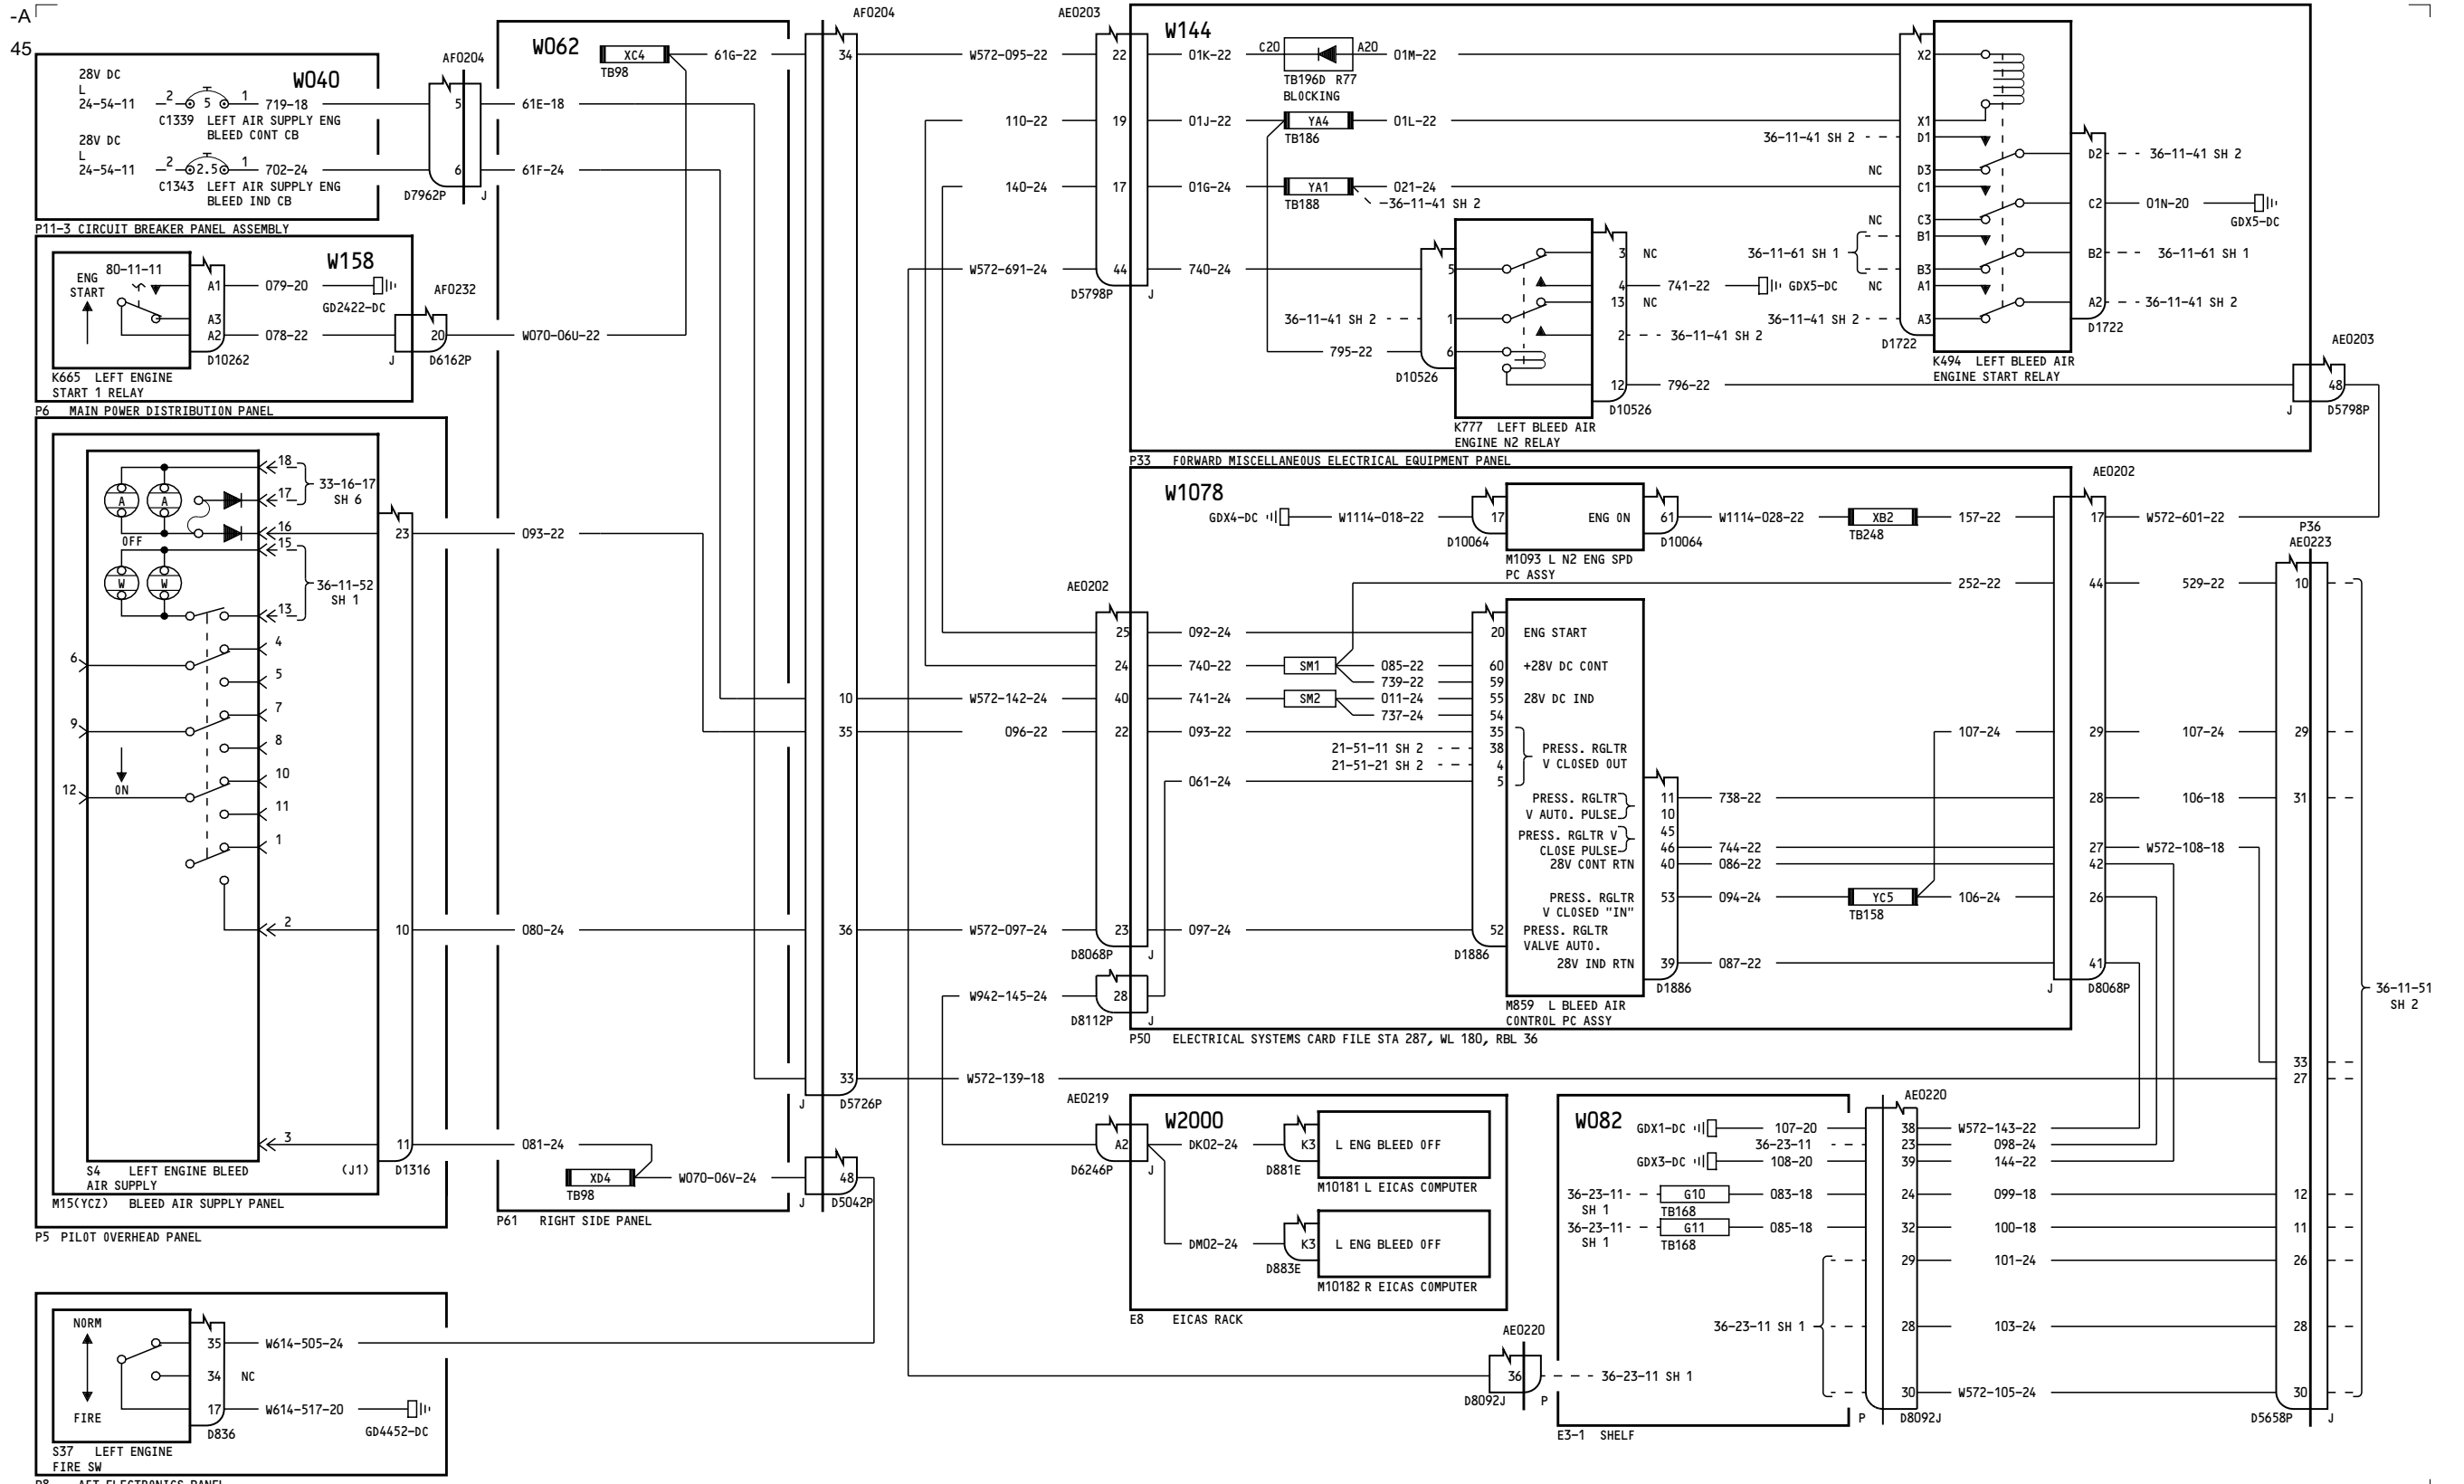 -A
45
W040
28V DC
L
24-54-11
2
5
1
719-18
C1339 LEFT AIR SUPPLY ENG
BLEED CONT CB
28V DC
L
24-54-11
2
2.5
1
702-24
C1343 LEFT AIR SUPPLY ENG
BLEED IND CB
P11-3 CIRCUIT BREAKER PANEL ASSEMBLY
AF0204
5
6
D7962P
J
W158
80-11-11
ENG
START
A1
A3
A2
079-20
078-22
GD2422-DC
D10262
K665 LEFT ENGINE
START 1 RELAY
P6 MAIN POWER DISTRIBUTION PANEL
AF0232
20
J
D6162P
A
A
OFF
W
W
18
17
16
15
13
33-16-17
SH 6
36-11-52
SH 1
4
6
5
7
9
8
10
12
ON
11
1
2
3
23
10
11
S4 LEFT ENGINE BLEED
AIR SUPPLY
(J1)
D1316
M15(YCZ) BLEED AIR SUPPLY PANEL
P5 PILOT OVERHEAD PANEL
NORM
FIRE
35
34
NC
17
W614-505-24
W614-517-20
GD4452-DC
D836
S37 LEFT ENGINE
FIRE SW
P8 AFT ELECTRONICS PANEL
W062
XC4
TB98
61G-22
61E-18
61F-24
W070-06U-22
093-22
080-24
081-24
XD4
TB98
W070-06V-24
P61 RIGHT SIDE PANEL
AF0204
34
10
35
36
33
J
D5726P
48
J
D5042P
W572-095-22
110-22
140-24
W572-691-24
W572-142-24
096-22
W572-097-24
W942-145-24
W572-139-18
AE0203
22
19
17
44
D5798P
J
W144
01K-22
C20
A20
TB196D R77
BLOCKING
01M-22
01J-22
YA4
TB186
01L-22
01G-24
YA1
TB188
021-24
36-11-41 SH 2
740-24
36-11-41 SH 2
795-22
5
1
6
D10526
3
NC
4
741-22
GDX5-DC
13
NC
2
36-11-41 SH 2
12
796-22
D10526
K777 LEFT BLEED AIR
ENGINE N2 RELAY
36-11-41 SH 2
NC
NC
36-11-61 SH 1
NC
36-11-41 SH 2
X2
X1
D1
D3
C1
C3
B1
B3
A1
A3
D1722
D2
36-11-41 SH 2
C2
01N-20
GDX5-DC
B2
36-11-61 SH 1
A2
36-11-41 SH 2
D1722
K494 LEFT BLEED AIR
ENGINE START RELAY
AE0203
48
J
D5798P
P33 FORWARD MISCELLANEOUS ELECTRICAL EQUIPMENT PANEL
W1078
GDX4-DC
W1114-018-22
17
ENG ON
61
D10064
D10064
W1114-028-22
XB2
TB248
157-22
M1093 L N2 ENG SPD
PC ASSY
252-22
AE0202
25
24
40
22
23
D8068P
J
28
D8112P
J
092-24
740-22
SM1
085-22
739-22
741-24
SM2
011-24
737-24
093-22
21-51-11 SH 2
21-51-21 SH 2
061-24
097-24
20
60
59
55
54
35
38
4
5
52
D1886
ENG START
+28V DC CONT
28V DC IND
PRESS. RGLTR
V CLOSED OUT
PRESS. RGLTR
V AUTO. PULSE
PRESS. RGLTR V
CLOSE PULSE
28V CONT RTN
PRESS. RGLTR
V CLOSED "IN"
PRESS. RGLTR
VALVE AUTO.
28V IND RTN
11
10
45
46
40
53
39
D1886
738-22
744-22
086-22
094-24
087-22
YC5
TB158
107-24
106-24
M859 L BLEED AIR
CONTROL PC ASSY
P50 ELECTRICAL SYSTEMS CARD FILE STA 287, WL 180, RBL 36
AE0202
17
44
29
28
27
42
26
41
J
D8068P
W572-601-22
529-22
107-24
106-18
W572-108-18
P36
AE0223
10
29
31
33
27
12
11
26
28
30
D5658P
J
36-11-51
SH 2
AE0219
A2
D6246P
J
W2000
DK02-24
K3
L ENG BLEED OFF
D881E
M10181 L EICAS COMPUTER
DM02-24
K3
L ENG BLEED OFF
D883E
M10182 R EICAS COMPUTER
E8 EICAS RACK
AE0220
36
D8092J
P
36-23-11 SH 1
W082
GDX1-DC
107-20
36-23-11
GDX3-DC
108-20
36-23-11
SH 1
G10
TB168
083-18
36-23-11
SH 1
G11
TB168
085-18
36-23-11 SH 1
E3-1 SHELF
AE0220
38
23
39
24
32
29
28
30
P
D8092J
W572-143-22
098-24
144-22
099-18
100-18
101-24
103-24
W572-105-24